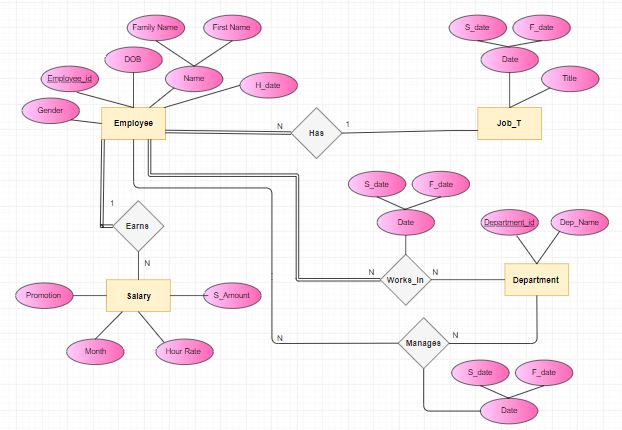 Family Name
First Name
S_date
F_date
DOB
Date
Employee_id
Name
H_date
Title
Gender
Employee
N
Has
1
Job_T
S_date
F_date
1
Earns
Date
Department_id
Dep_Name
N
N
Works_In
N
Department
Promotion
Salary
S_Amount
N
Manages
N
Month
Hour Rate
S_date
F_date
Date